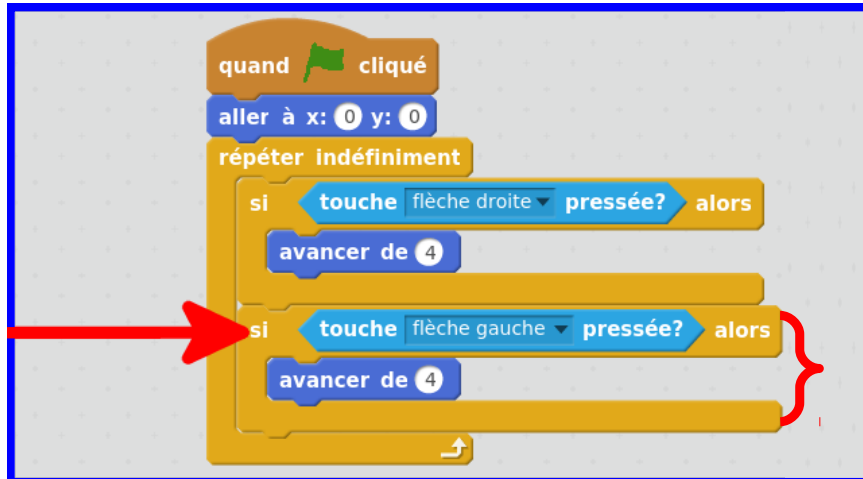 quand cliqué
aller à x: 0 y: 0
répéter indéfiniment
si touche flèche droite pressée? alors
avancer de 4
si touche flèche gauche pressée? alors
avancer de 4